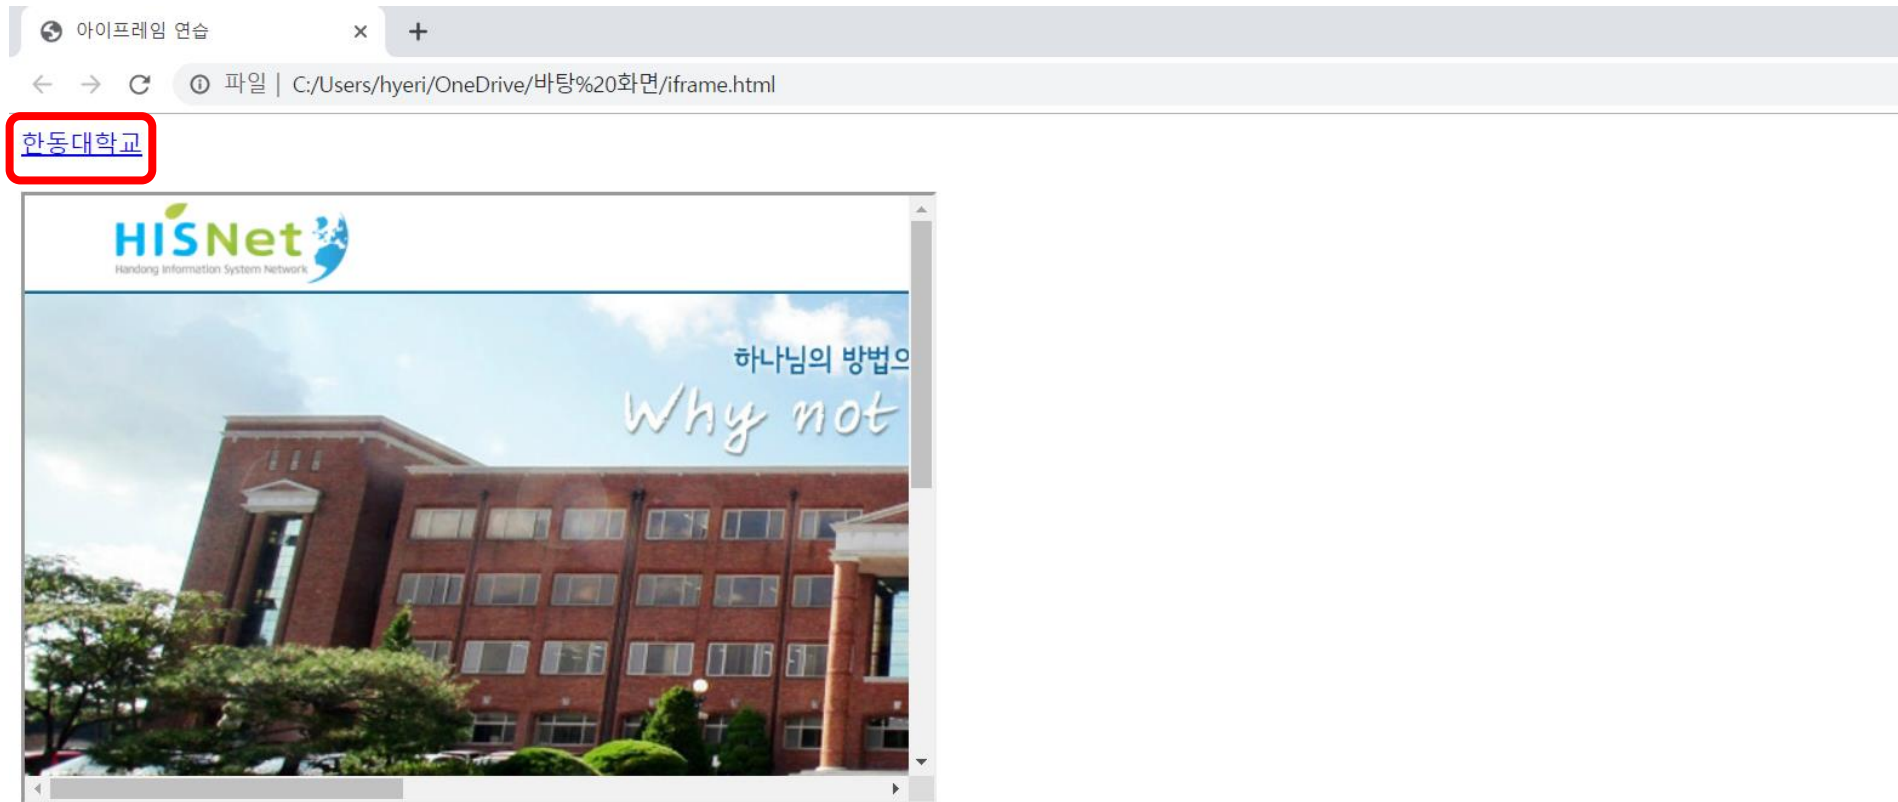 아이프레임 연습
파일 | C:/Users/hyeri/OneDrive/바탕%20화면/iframe.html
한동대학교
HISNet
Handong Information System Network
하나님의 방법으
Why not